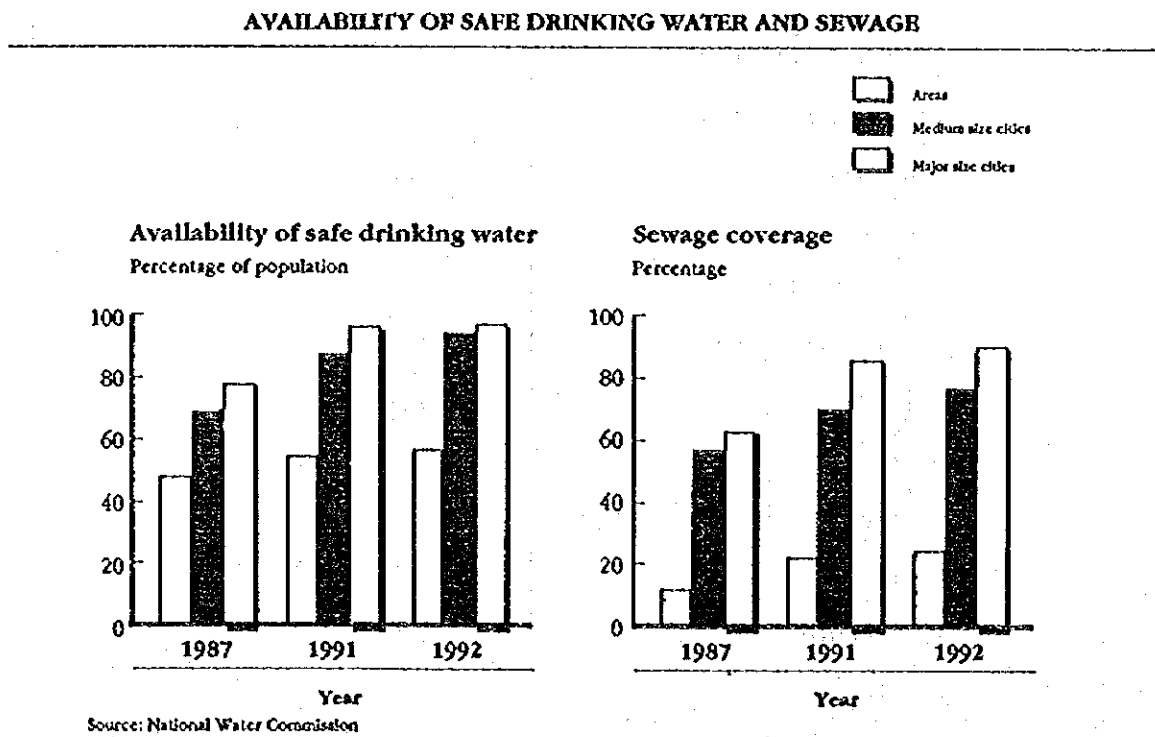 AVAILABILITY OF SAFE DRINKING WATER AND SEWAGE
Areas
Medium size cities
Major size cities
Availability of safe drinking water
Percentage of population
100
80
60
40
20
0
1987 1991 1992
Year
Sewage coverage
Percentage
100
80
60
40
20
0
1987 1991 1992
Year
Source: National Water Commission